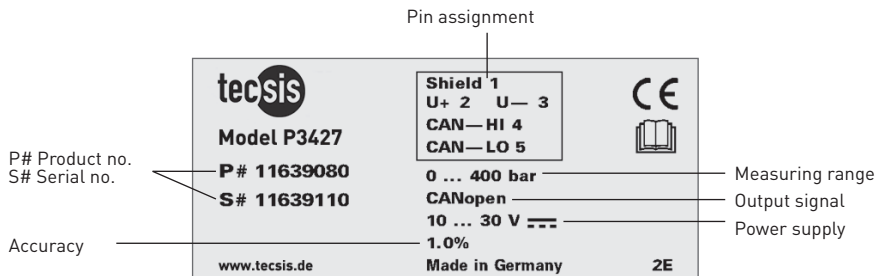 Pin assignment
tecsis
Model P3427
P# 11639080
S# 11639110
www.tecsis.de
Shield 1
U+ 2 U— 3
CAN—HI 4
CAN—LO 5
0 ... 400 bar
CANopen
10 ... 30 V
1.0%
Made in Germany
CE
2E
P# Product no.
S# Serial no.
Accuracy
Measuring range
Output signal
Power supply